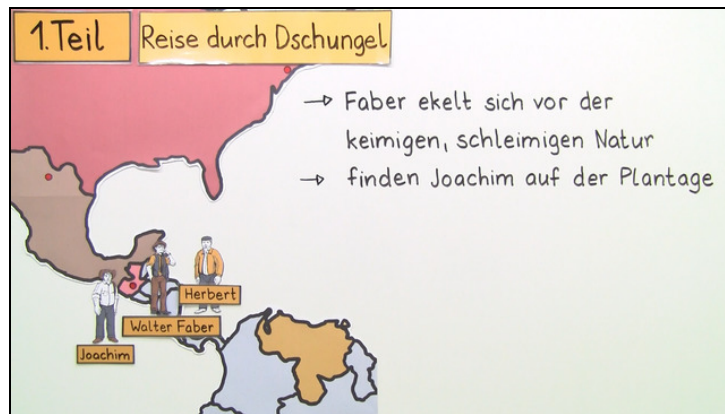 1. Teil
Reise durch Dschungel
→ Faber ekelt sich vor der
keimigen, schleimigen Natur
→ finden Joachim auf der Plantage
Herbert
Walter Faber
Joachim